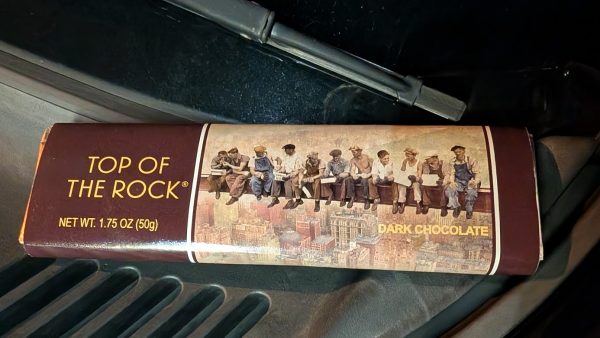 TOP OF
THE ROCK®
NET WT. 1.75 OZ (50g)
DARK CHOCOLATE